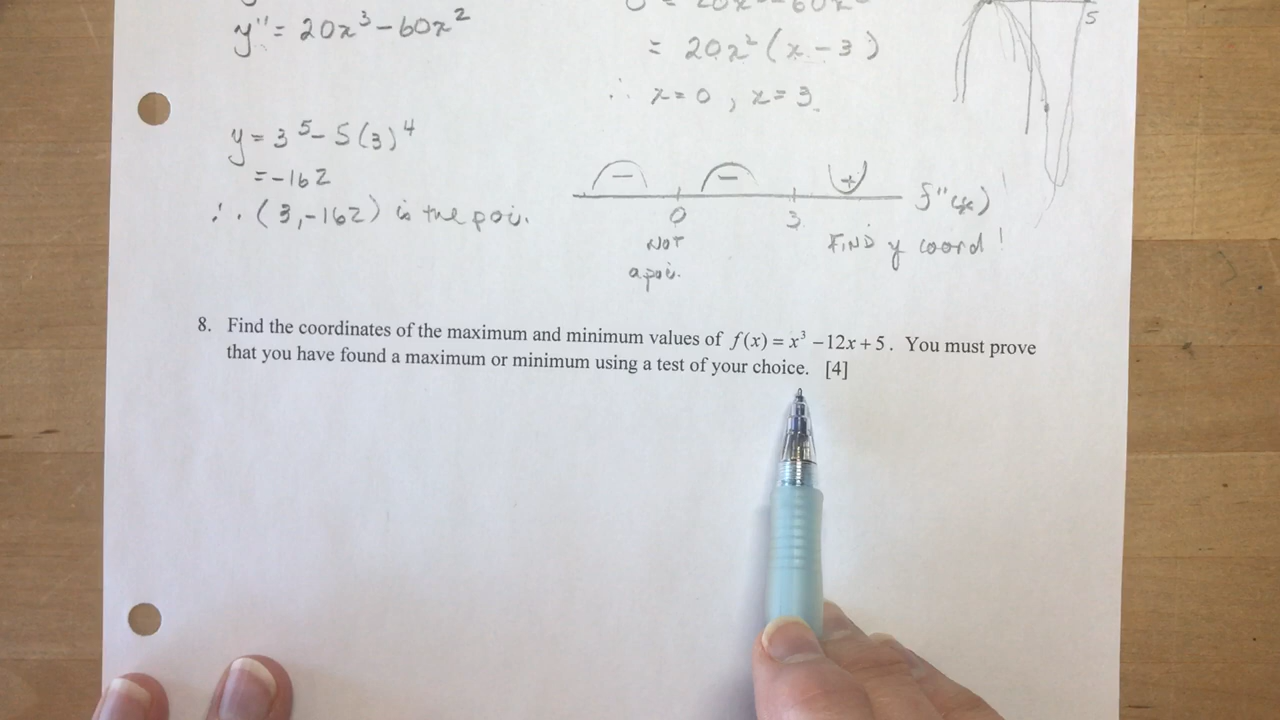 y'' = 20x³ – 60x²
= 20x² (x – 3)
∴ x = 0 , x = 3.
5
y = 3⁵ – 5(3)⁴
= –162
∴ (3, –162) is the poi.
– – + f''(x)
0 3
NOT a poi.
FIND y coord!
8. Find the coordinates of the maximum and minimum values of f(x) = x³ – 12x + 5. You must prove
that you have found a maximum or minimum using a test of your choice. [4]